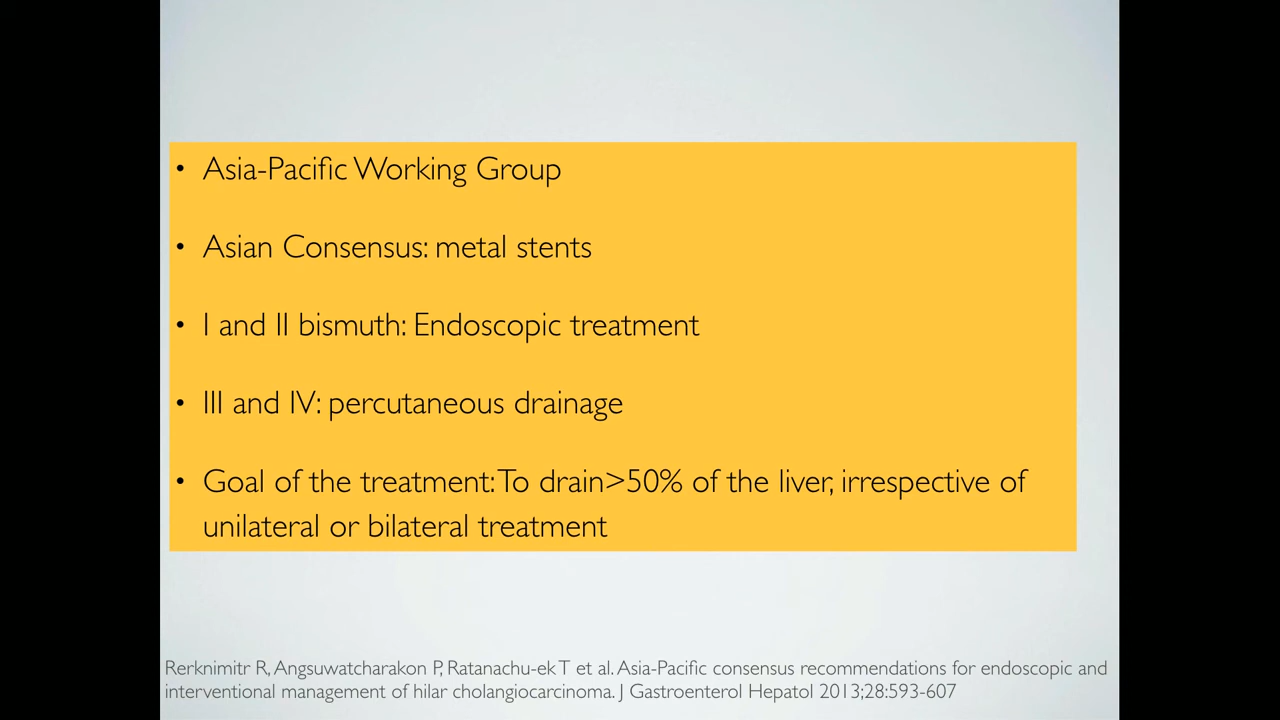 • Asia-Pacific Working Group
• Asian Consensus: metal stents
• I and II bismuth: Endoscopic treatment
• III and IV: percutaneous drainage
• Goal of the treatment: To drain>50% of the liver, irrespective of
unilateral or bilateral treatment
Rerknimitr R, Angsuwatcharakon P, Ratanachu-ek T et al. Asia-Pacific consensus recommendations for endoscopic and
interventional management of hilar cholangiocarcinoma. J Gastroenterol Hepatol 2013;28:593-607